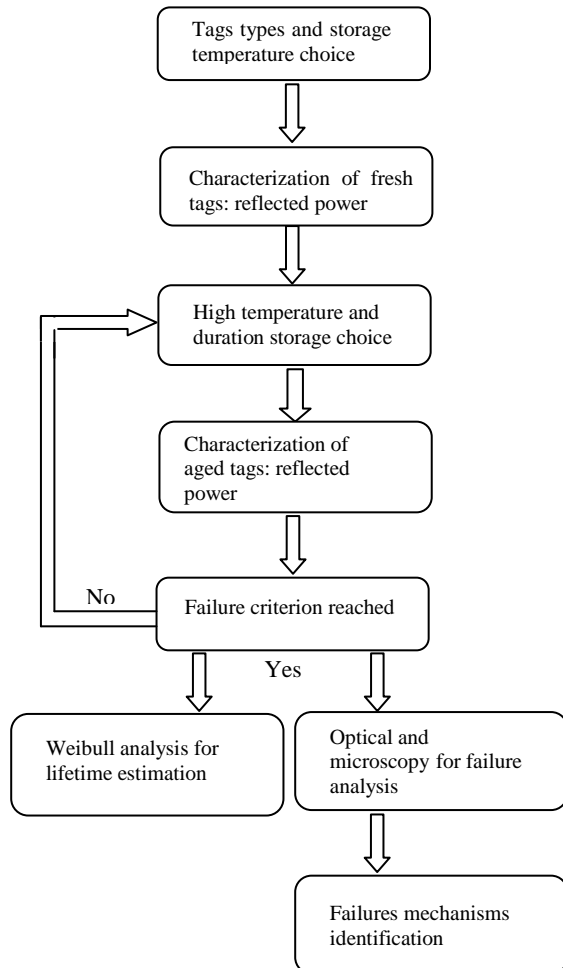 Tags types and storage
temperature choice
Characterization of fresh
tags: reflected power
High temperature and
duration storage choice
Characterization of
aged tags: reflected
power
No
Failure criterion reached
Yes
Weibull analysis for
lifetime estimation
Optical and
microscopy for failure
analysis
Failures mechanisms
identification